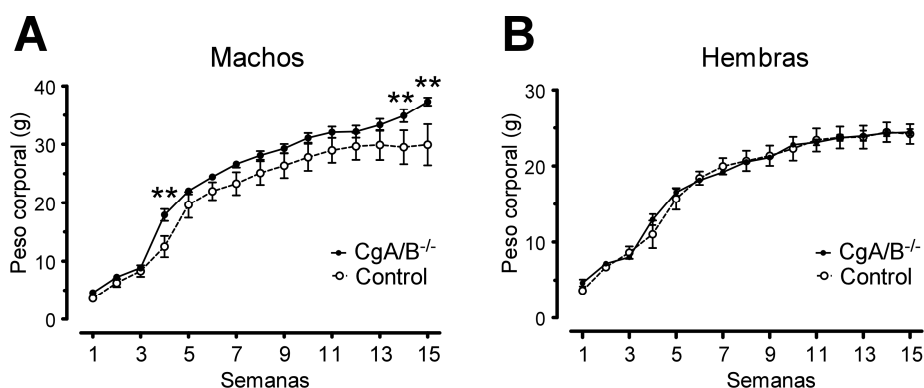 A
Machos
Peso corporal (g)
40
30
20
10
0
**
**
**
CgA/B-/-
Control
1 3 5 7 9 11 13 15
Semanas
B
Hembras
Peso corporal (g)
30
20
10
0
CgA/B-/-
Control
1 3 5 7 9 11 13 15
Semanas